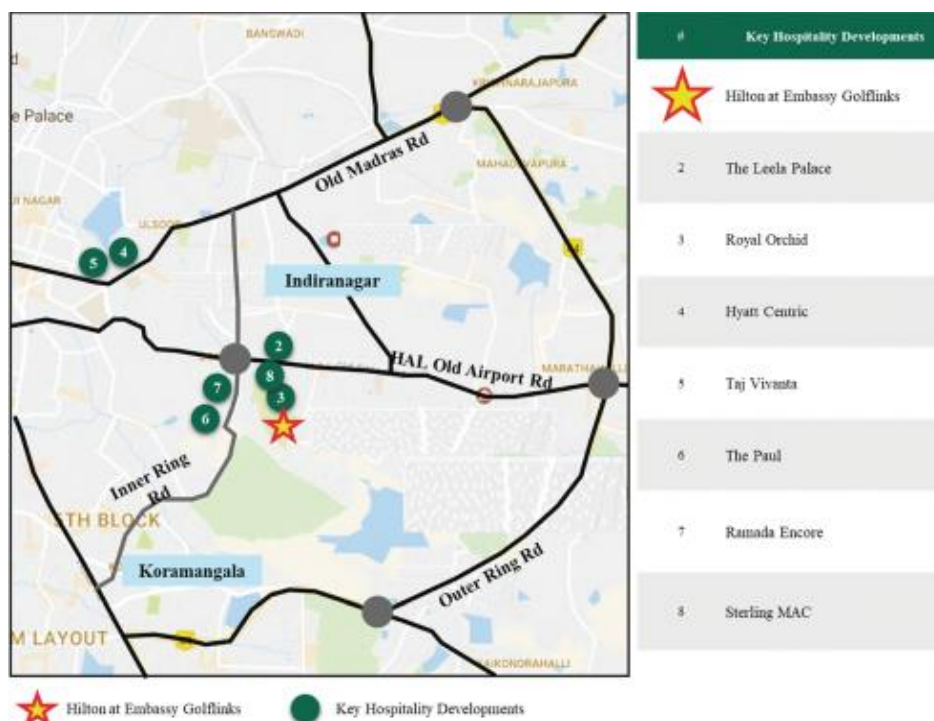 BANGWADI
KRISHNARAJAPURA
e Palace
Old Madras Rd
MAHADEVAPURA
NAGAR
ULSOOR
4
5
Indiranagar
2
HAL Old Airport Rd
8
7
3
6
Inner Ring
Rd
5TH BLOCK
Koramangala
Outer Ring Rd
M LAYOUT
KAIKONDRAHALLI
# Key Hospitality Developments
Hilton at Embassy Golflinks
2 The Leela Palace
3 Royal Orchid
4 Hyatt Centric
5 Taj Vivanta
6 The Paul
7 Ramada Encore
8 Sterling MAC
Hilton at Embassy Golflinks
Key Hospitality Developments